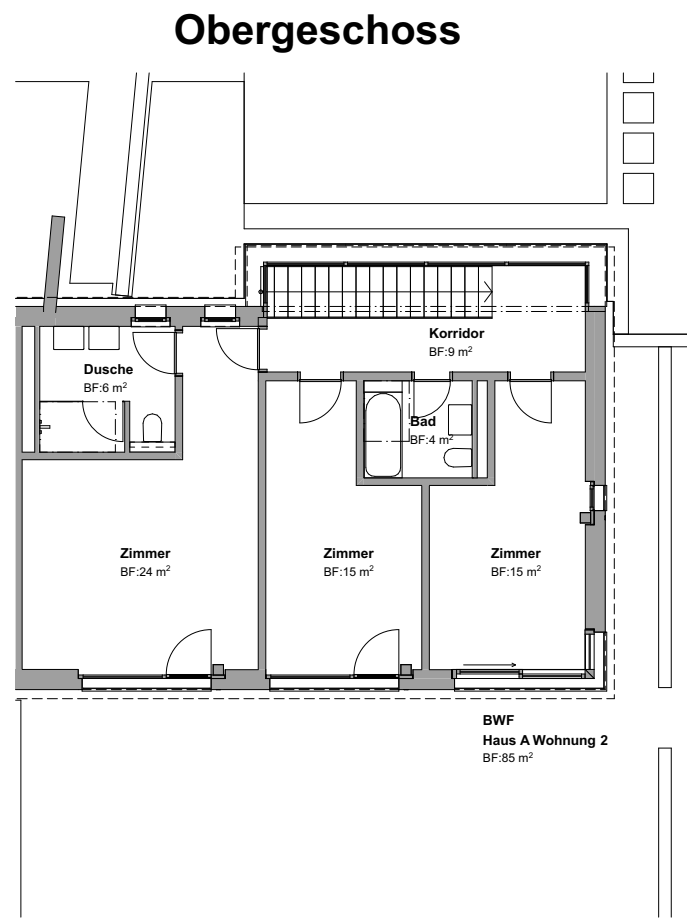 Obergeschoss
Korridor
BF:9 m²
Dusche
BF:6 m²
Bad
BF:4 m²
Zimmer
BF:24 m²
Zimmer
BF:15 m²
Zimmer
BF:15 m²
BWF
Haus A Wohnung 2
BF:85 m²